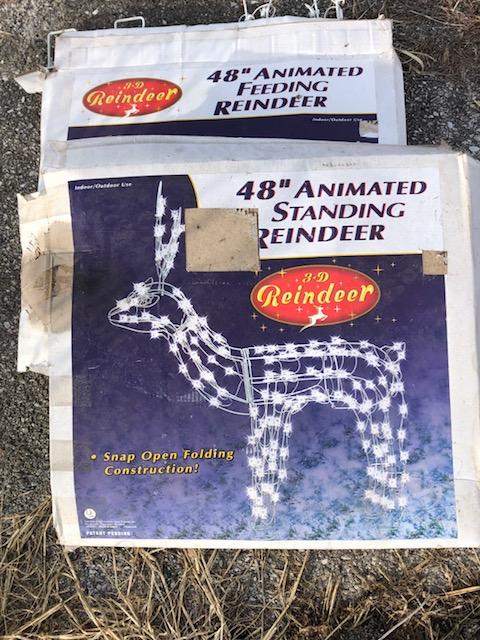 48" ANIMATED
FEEDING
REINDEER
3-D
Reindeer
Indoor/Outdoor Use
Indoor/Outdoor Use
48" ANIMATED
STANDING
REINDEER
3-D
Reindeer
• Snap Open Folding
Construction!
PATENT PENDING